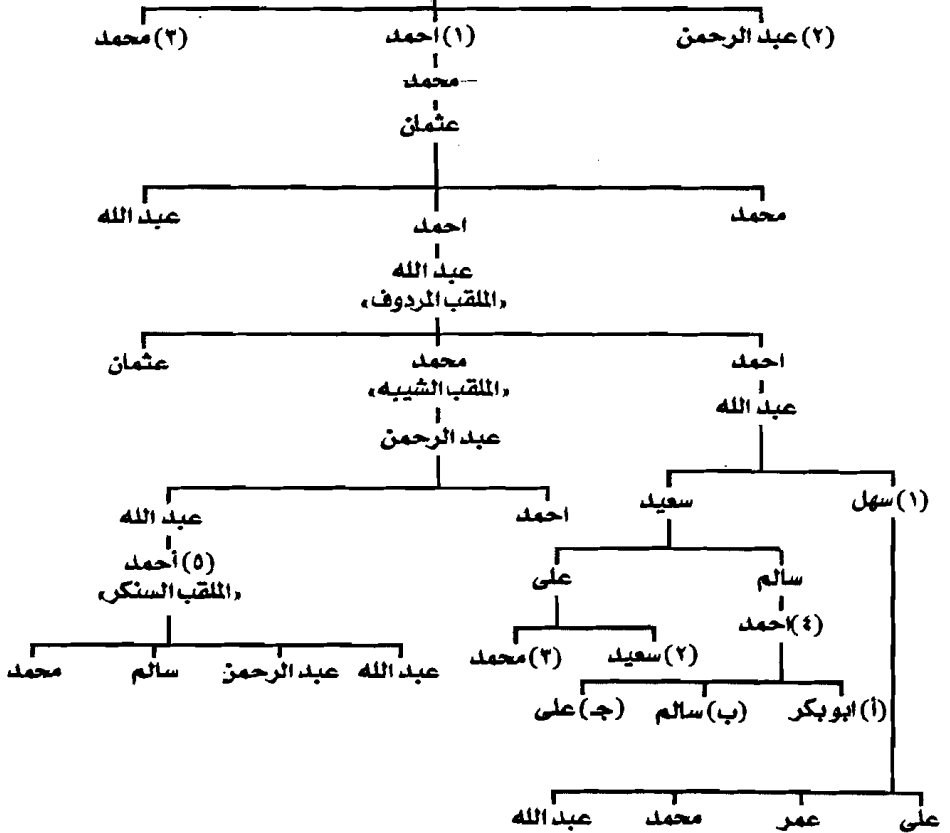 (٢) عبد الرحمن (١) احمد (٣) محمد
محمد
عثمان
محمد احمد عبد الله
عبد الله
«الملقب المردوف»
احمد محمد عثمان
«الملقب الشيبه»
عبد الله
عبد الرحمن
(١) سهل سعيد احمد عبد الله
(٥) أحمد
«الملقب السنكر»
سالم على
(٤) احمد
(٢) سعيد (٣) محمد
عبد الله عبد الرحمن سالم محمد
(أ) ابو بكر (ب) سالم (جـ) على
على عمر محمد عبد الله